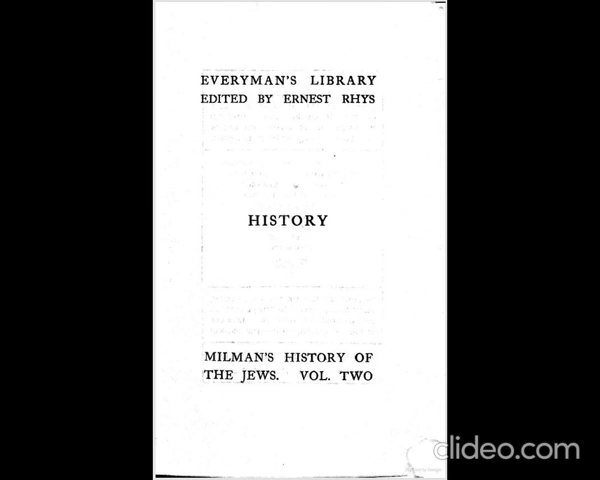 EVERYMAN'S LIBRARY
EDITED BY ERNEST RHYS
HISTORY
MILMAN'S HISTORY OF
THE JEWS. VOL. TWO
clideo.com